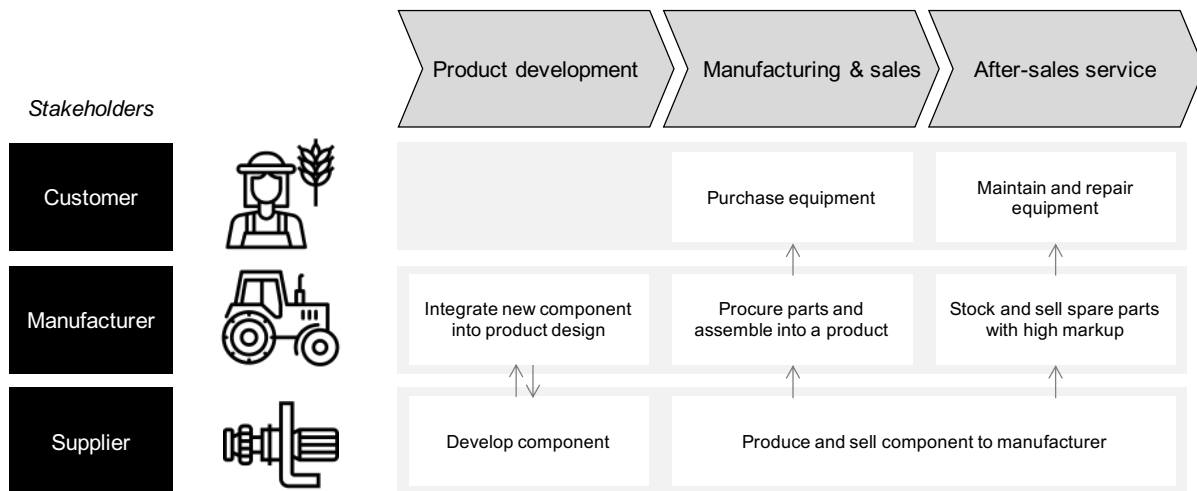 Product development
Manufacturing & sales
After-sales service
Stakeholders
Customer
Purchase equipment
Maintain and repair
equipment
Manufacturer
Integrate new component
into product design
Procure parts and
assemble into a product
Stock and sell spare parts
with high markup
Supplier
Develop component
Produce and sell component to manufacturer